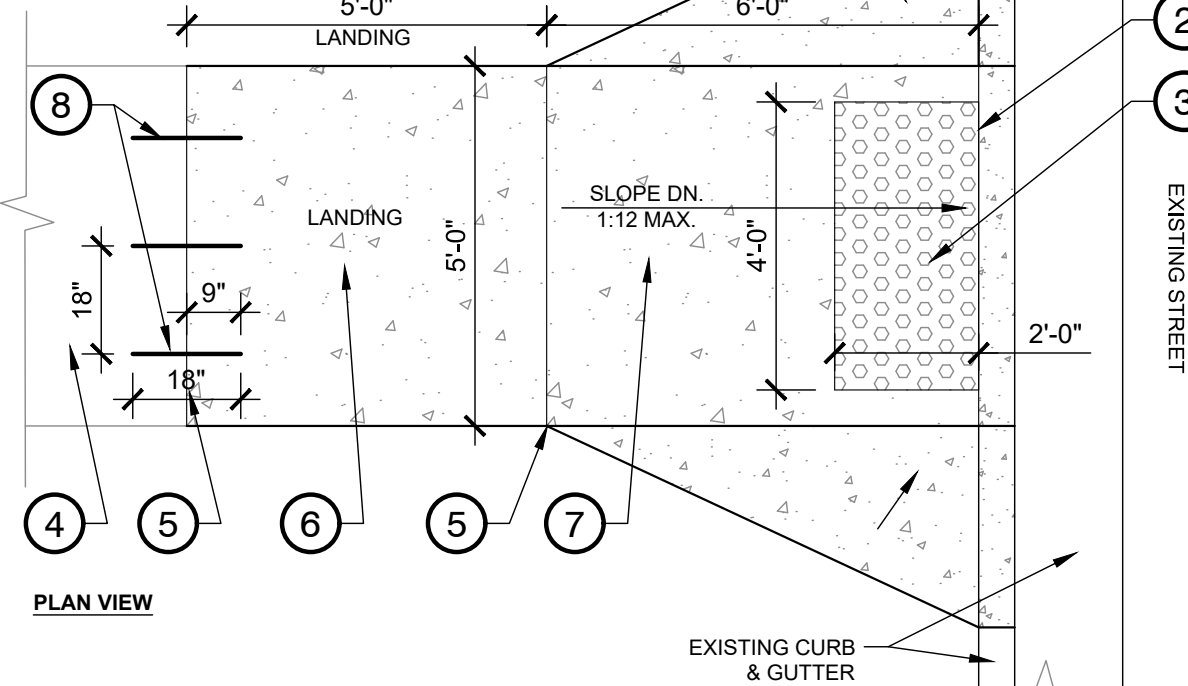 5'-0"
6'-0"
LANDING
2
8
3
SLOPE DN.
1:12 MAX.
LANDING
5'-0"
4'-0"
EXISTING STREET
18"
9"
2'-0"
18"
4
5
6
5
7
PLAN VIEW
EXISTING CURB
& GUTTER